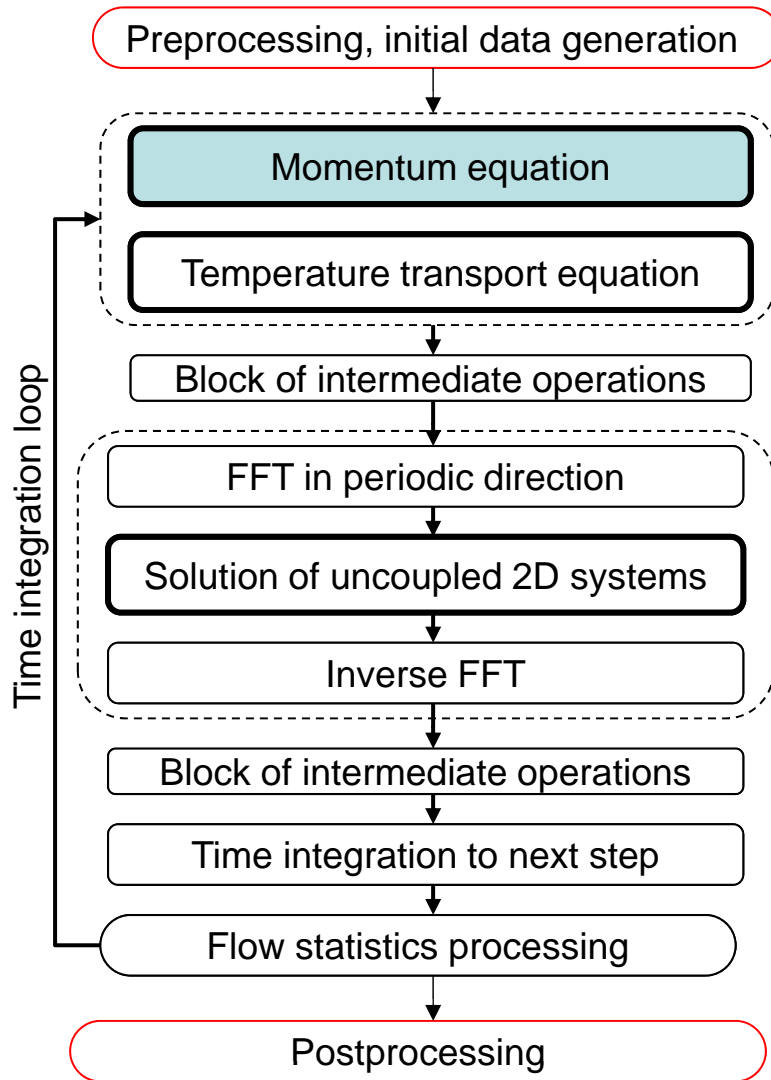 Preprocessing, initial data generation
Momentum equation
Temperature transport equation
Block of intermediate operations
FFT in periodic direction
Solution of uncoupled 2D systems
Inverse FFT
Block of intermediate operations
Time integration to next step
Flow statistics processing
Postprocessing
Time integration loop